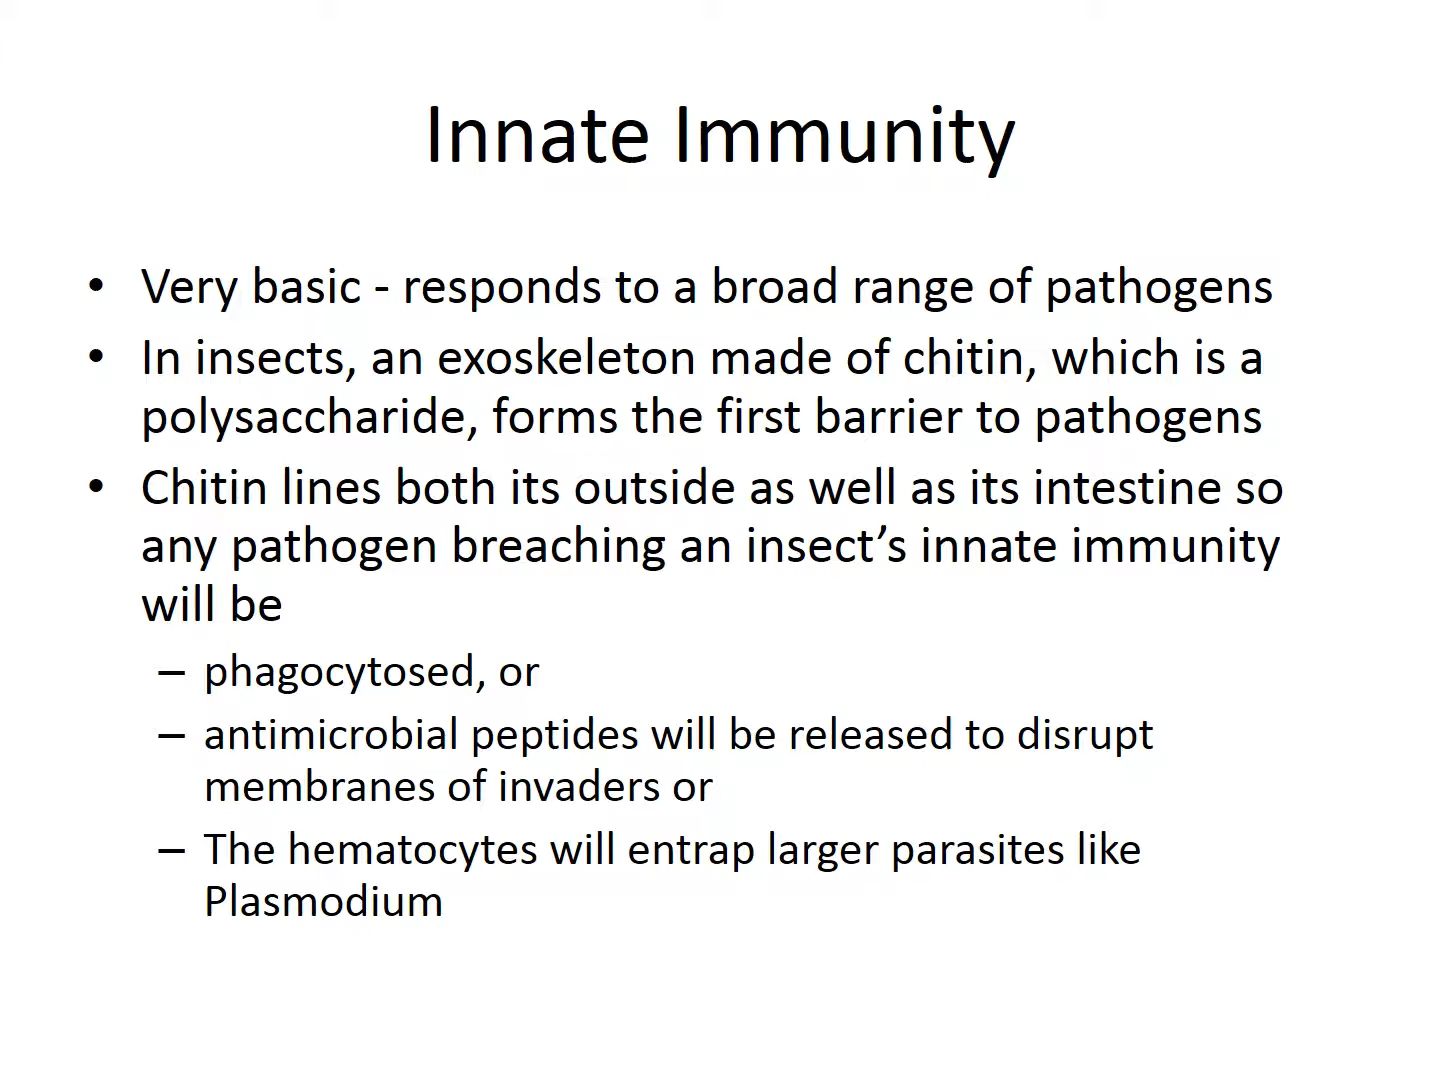 Innate Immunity
• Very basic - responds to a broad range of pathogens
• In insects, an exoskeleton made of chitin, which is a
polysaccharide, forms the first barrier to pathogens
• Chitin lines both its outside as well as its intestine so
any pathogen breaching an insect’s innate immunity
will be
– phagocytosed, or
– antimicrobial peptides will be released to disrupt
membranes of invaders or
– The hematocytes will entrap larger parasites like
Plasmodium